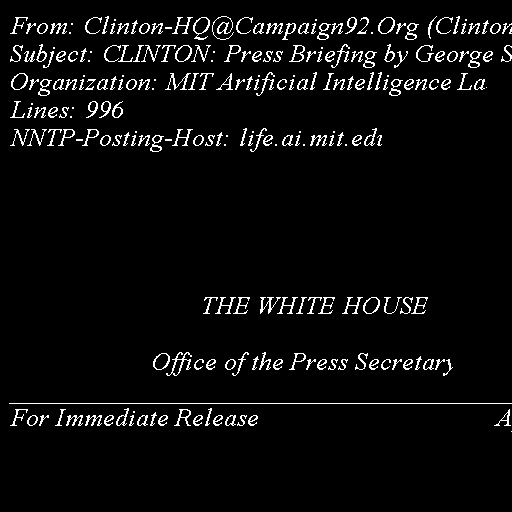 From: Clinton-HQ@Campaign92.Org (Clinton
Subject: CLINTON: Press Briefing by George S
Organization: MIT Artificial Intelligence La
Lines: 996
NNTP-Posting-Host: life.ai.mit.edu
THE WHITE HOUSE
Office of the Press Secretary
For Immediate Release A